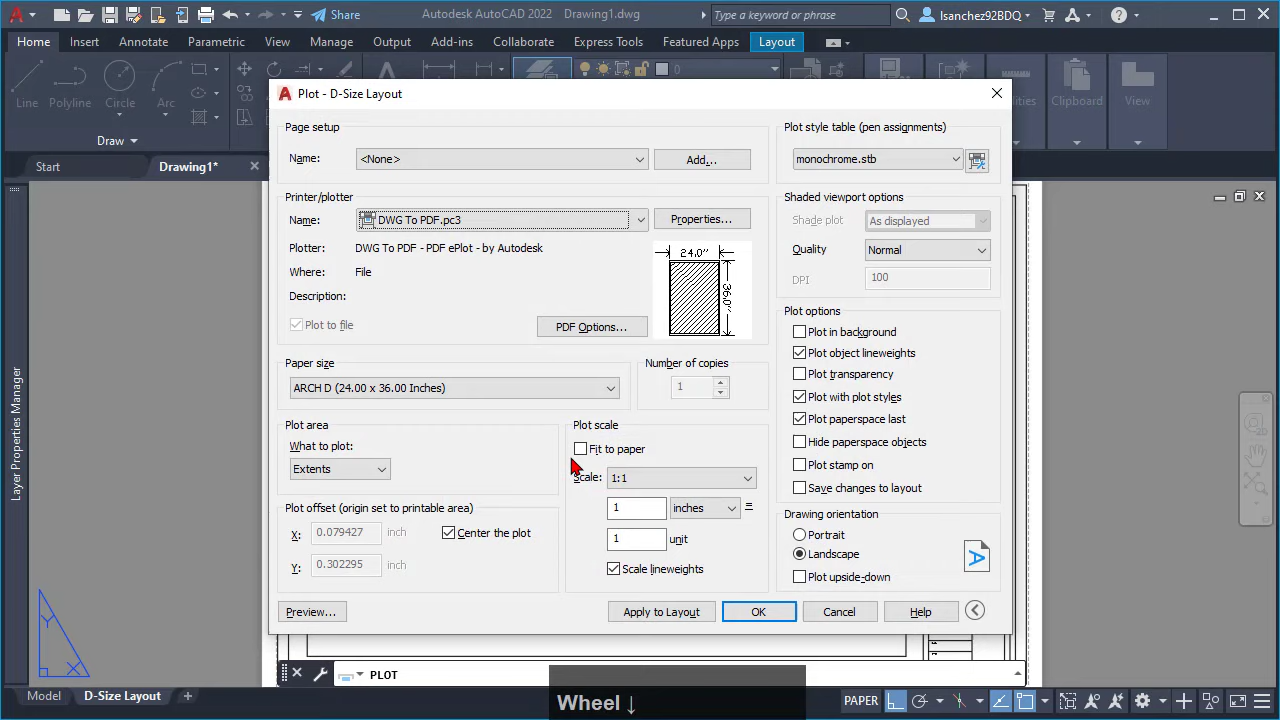 Share
Autodesk AutoCAD 2022 Drawing1.dwg
Type a keyword or phrase
lsanchez92BDQ
Home Insert Annotate Parametric View Manage Output Add-ins Collaborate Express Tools Featured Apps Layout
0
Line Polyline Circle Arc
Clipboard View
Draw
Start Drawing1*
Layer Properties Manager
Plot - D-Size Layout
Page setup
Name: <None> Add...
Printer/plotter
Name: DWG To PDF.pc3 Properties...
Plotter: DWG To PDF - PDF ePlot - by Autodesk
Where: File
Description:
Plot to file PDF Options...
24.0''
36.0''
Paper size
ARCH D (24.00 x 36.00 Inches)
Number of copies
1
Plot area
What to plot:
Extents
Plot offset (origin set to printable area)
X: 0.079427 inch Center the plot
Y: 0.302295 inch
Plot scale
Fit to paper
Scale: 1:1
1 inches =
1 unit
Scale lineweights
Plot style table (pen assignments)
monochrome.stb
Shaded viewport options
Shade plot As displayed
Quality Normal
DPI 100
Plot options
Plot in background
Plot object lineweights
Plot transparency
Plot with plot styles
Plot paperspace last
Hide paperspace objects
Plot stamp on
Save changes to layout
Drawing orientation
Portrait
Landscape
Plot upside-down
A
Preview... Apply to Layout OK Cancel Help
Y
X
PLOT
Model D-Size Layout
PAPER
Wheel ↓